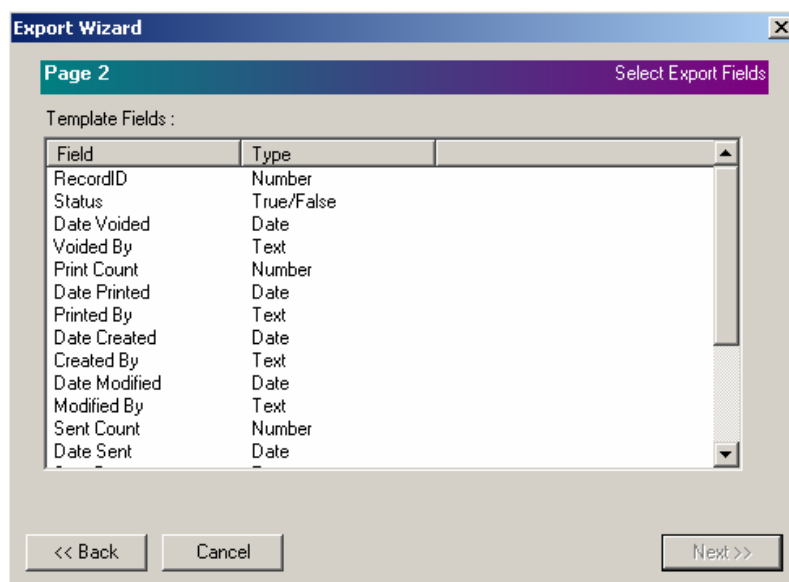 Export Wizard
Page 2 Select Export Fields
Template Fields :
Field Type
RecordID Number
Status True/False
Date Voided Date
Voided By Text
Print Count Number
Date Printed Date
Printed By Text
Date Created Date
Created By Text
Date Modified Date
Modified By Text
Sent Count Number
Date Sent Date
<< Back Cancel Next >>